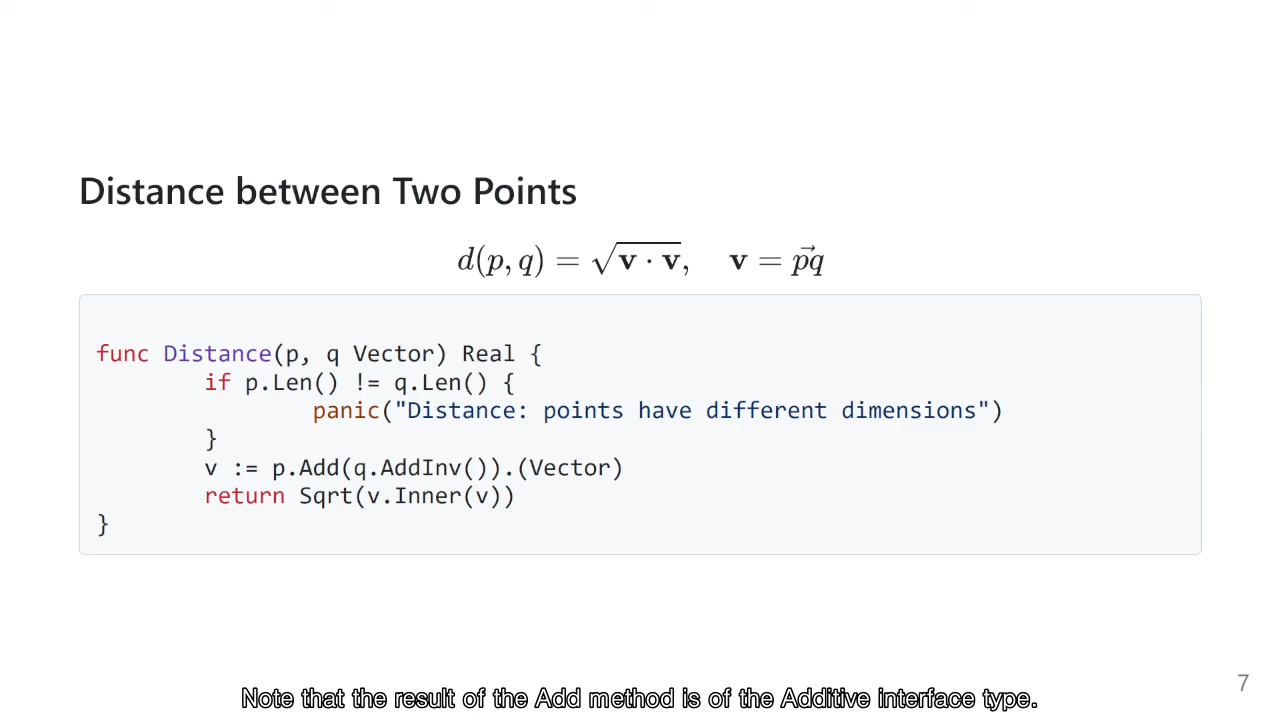 Distance between Two Points
d(p, q) = √v · v, v = p⃗q
func Distance(p, q Vector) Real {
if p.Len() != q.Len() {
panic("Distance: points have different dimensions")
}
v := p.Add(q.AddInv()).(Vector)
return Sqrt(v.Inner(v))
}
Note that the result of the Add method is of the Additive interface type.
7